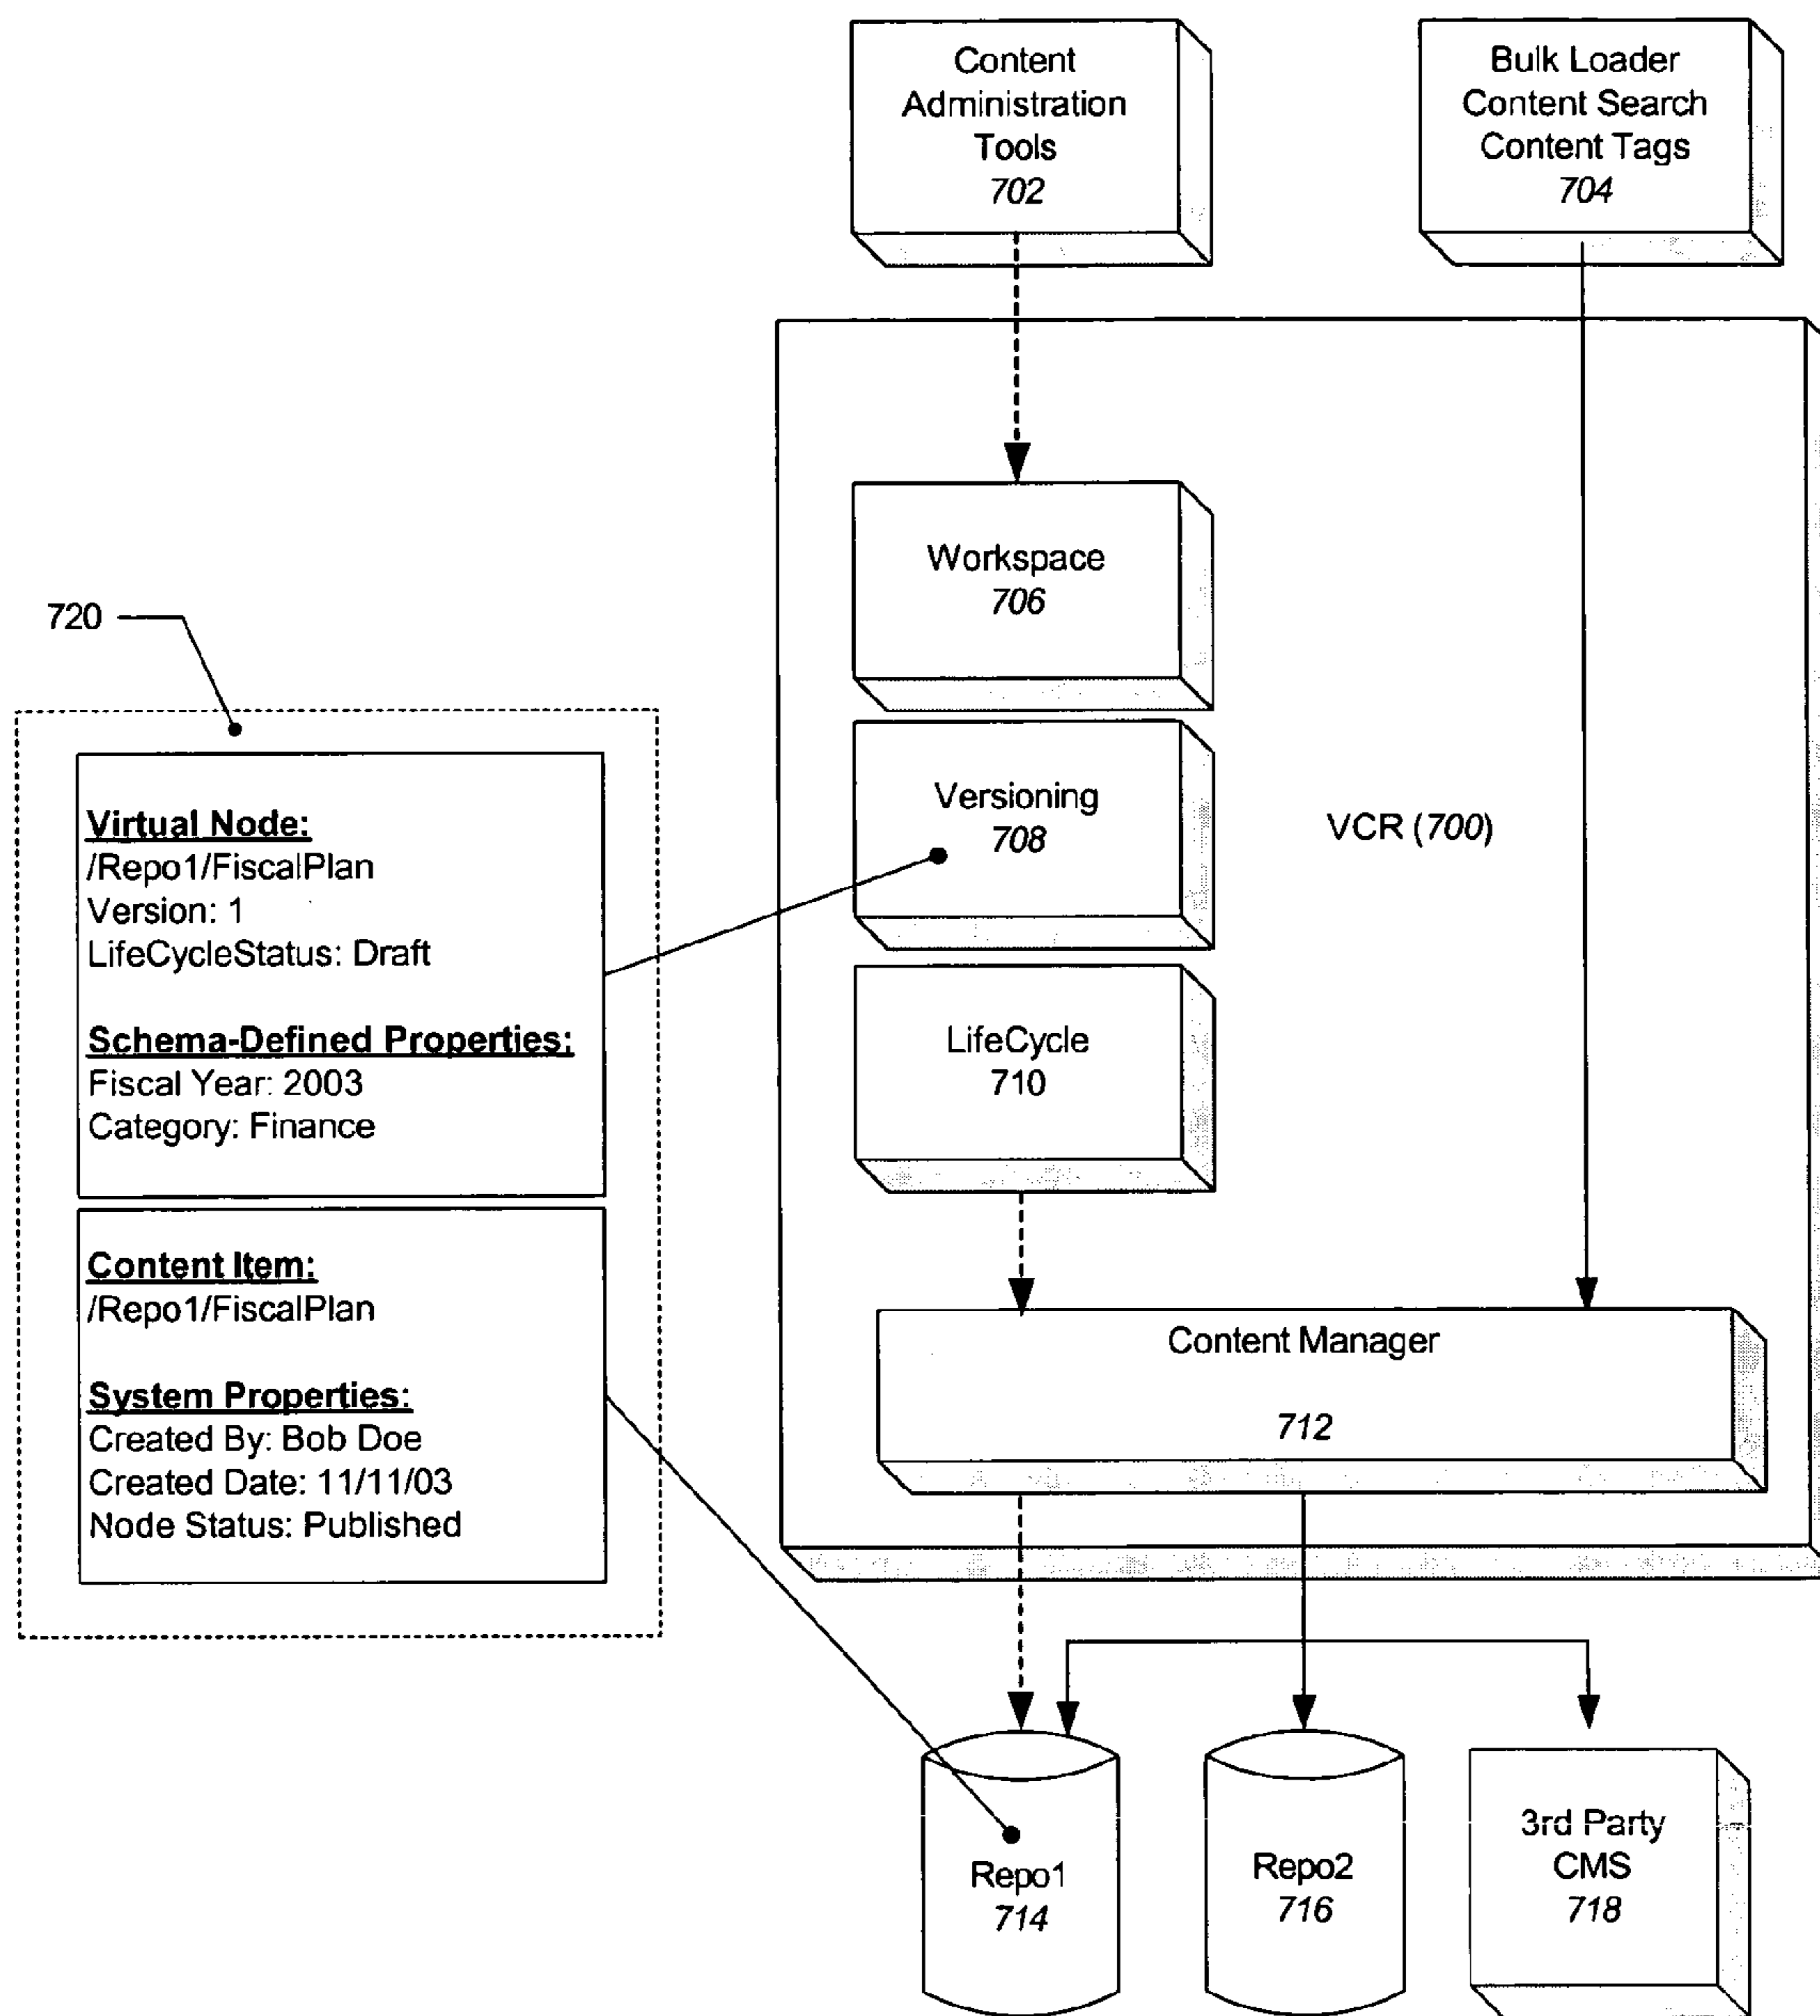 Content
Administration
Tools
702
Bulk Loader
Content Search
Content Tags
704
Workspace
706
720
Versioning
708
VCR (700)
Virtual Node:
/Repo1/FiscalPlan
Version: 1
LifeCycleStatus: Draft
Schema-Defined Properties:
Fiscal Year: 2003
Category: Finance
LifeCycle
710
Content Item:
/Repo1/FiscalPlan
System Properties:
Created By: Bob Doe
Created Date: 11/11/03
Node Status: Published
Content Manager
712
Repo1
714
Repo2
716
3rd Party
CMS
718